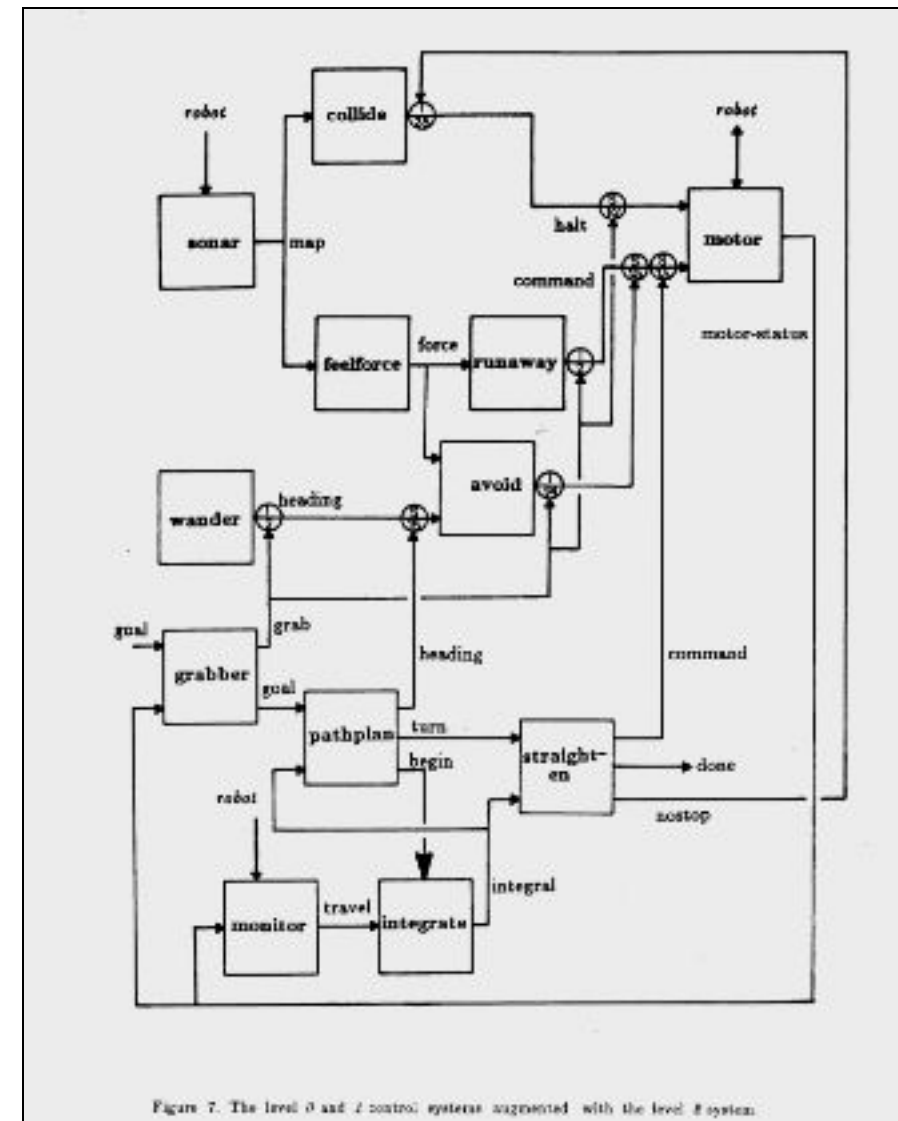 collide
robot
robot
sonar
map
halt
motor
command
motor-status
feelforce
force
runaway
avoid
wander
heading
goal
grab
grabber
goal
heading
command
pathplan
turn
begin
straight-
en
done
nostop
robot
integral
monitor
travel
integrate
Figure 7. The level 0 and 1 control systems augmented with the level 2 system